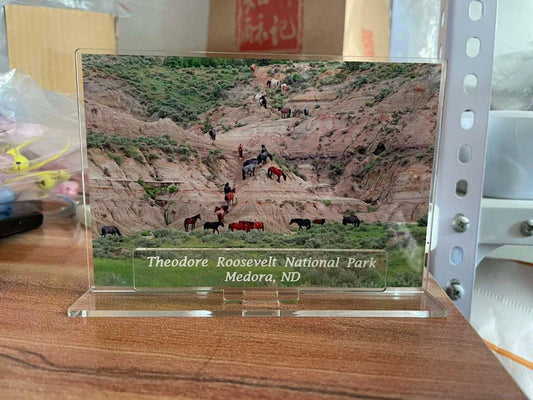 Theodore Roosevelt National Park
Medora, ND